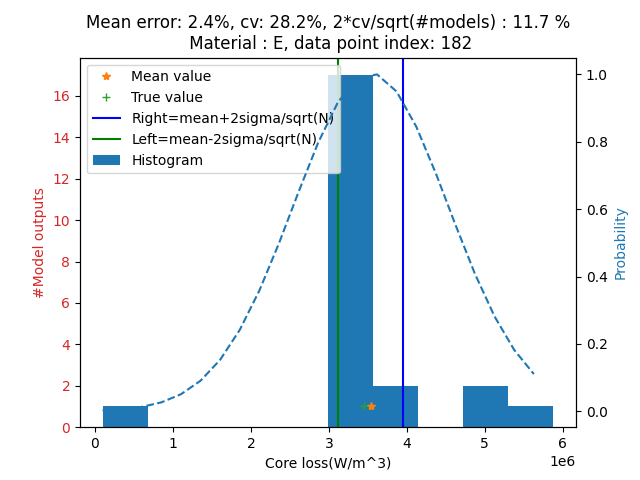 Mean error: 2.4%, cv: 28.2%, 2*cv/sqrt(#models) : 11.7 %
Material : E, data point index: 182
Mean value
True value
Right=mean+2sigma/sqrt(N)
Left=mean-2sigma/sqrt(N)
Histogram
#Model outputs
16
14
12
10
8
6
4
2
0
1.0
0.8
0.6
0.4
0.2
0.0
Probability
0 1 2 3 4 5 6
1e6
Core loss(W/m^3)